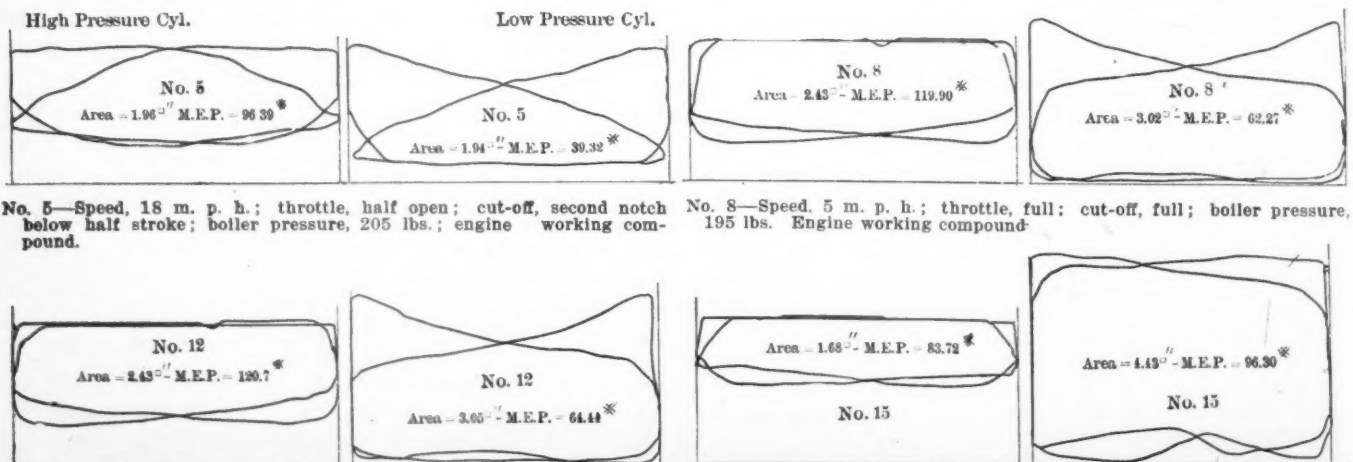 High Pressure Cyl.
Low Pressure Cyl.
No. 5
Area = 1.96□" M.E.P. = 96 39 #
No. 5
Area = 1.94□" M.E.P. = 39.32 #
No. 8
Area = 2.43□" M.E.P. = 119.90 #
No. 8
Area = 3.02□" M.E.P. = 62.27 #
No. 5—Speed, 18 m. p. h.; throttle, half open; cut-off, second notch
below half stroke; boiler pressure, 205 lbs.; engine working com-
pound.
No. 8—Speed, 5 m. p. h.; throttle, full; cut-off, full; boiler pressure,
195 lbs. Engine working compound
No. 12
Area = 2.43□" M.E.P. = 120.7 #
No. 12
Area = 3.05□" M.E.P. = 64.44 #
Area = 1.68□" M.E.P. = 83.72 #
No. 15
Area = 4.43□" M.E.P. = 96.30 #
No. 15